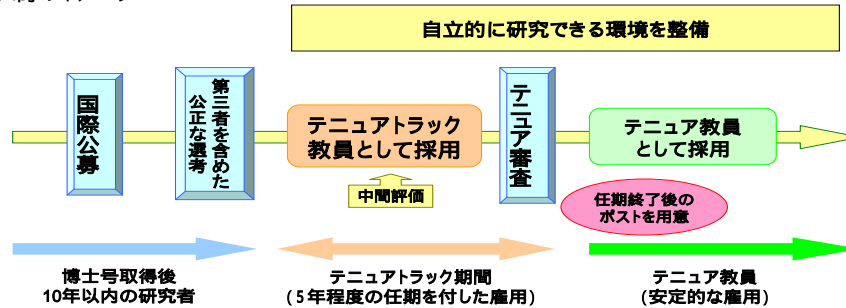 自立的に研究できる環境を整備
国際公募
第三者を含めた
公正な選考
テニュアトラック
教員として採用
中間評価
テニュア審査
テニュア教員
として採用
任期終了後の
ポストを用意
博士号取得後
10年以内の研究者
テニュアトラック期間
(5年程度の任期を付した雇用)
テニュア教員
(安定的な雇用)